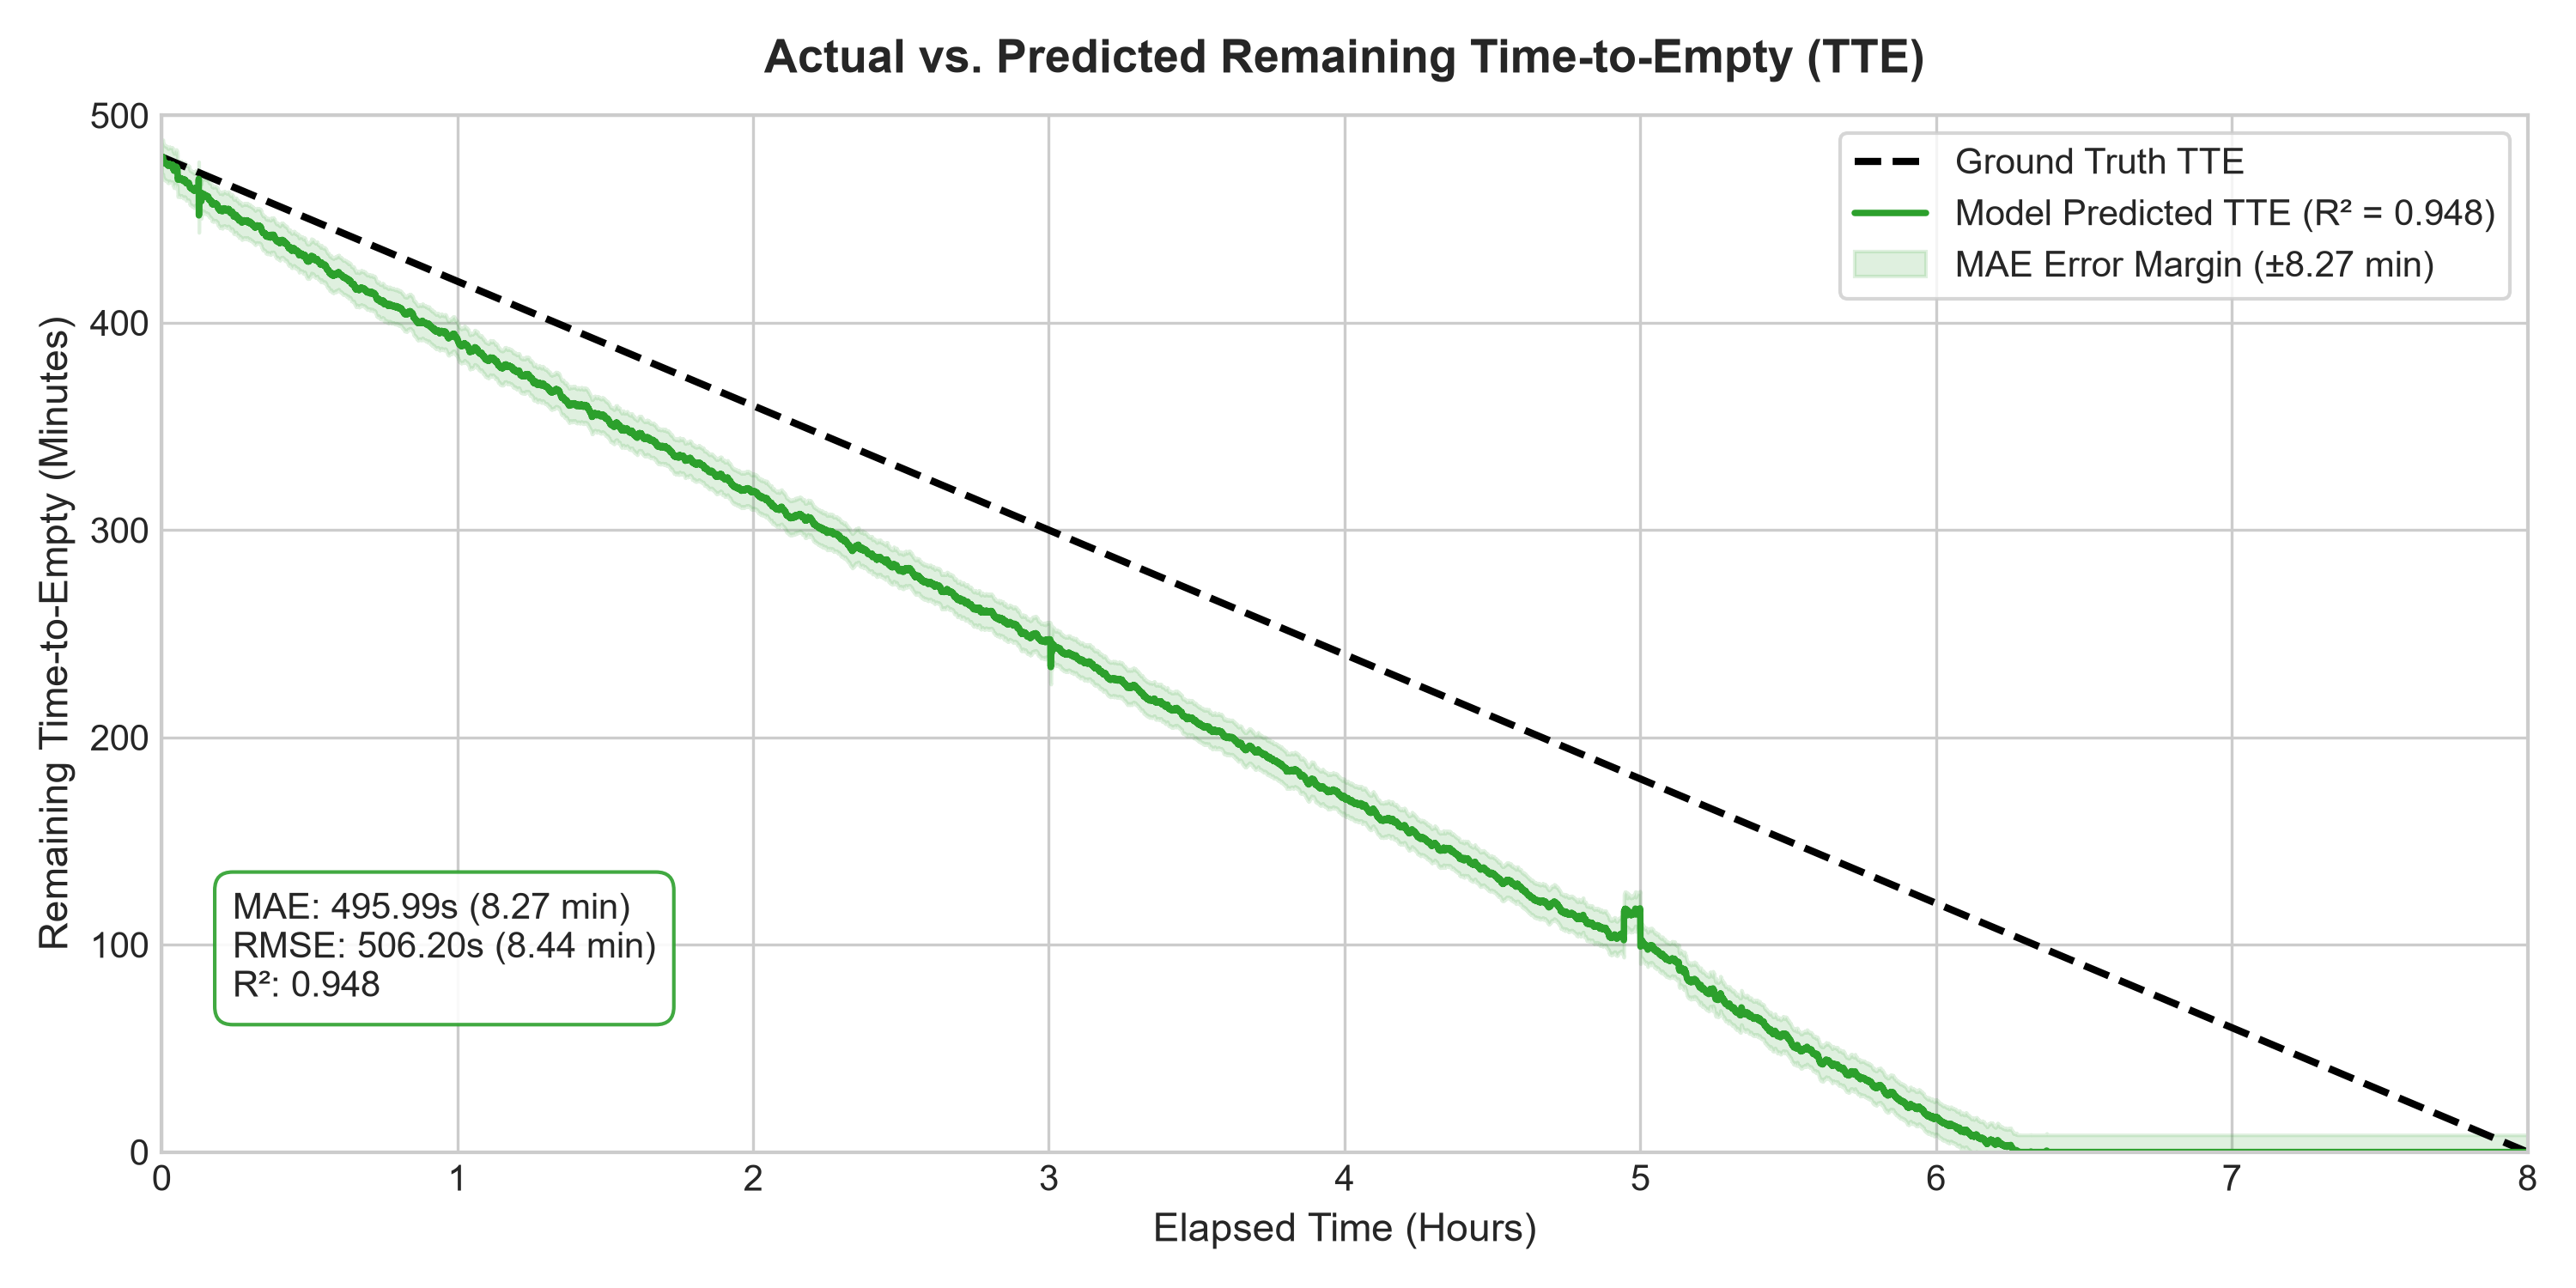 Actual vs. Predicted Remaining Time-to-Empty (TTE)
Remaining Time-to-Empty (Minutes)
500
400
300
200
100
0
Ground Truth TTE
Model Predicted TTE (R² = 0.948)
MAE Error Margin (±8.27 min)
MAE: 495.99s (8.27 min)
RMSE: 506.20s (8.44 min)
R²: 0.948
0 1 2 3 4 5 6 7 8
Elapsed Time (Hours)